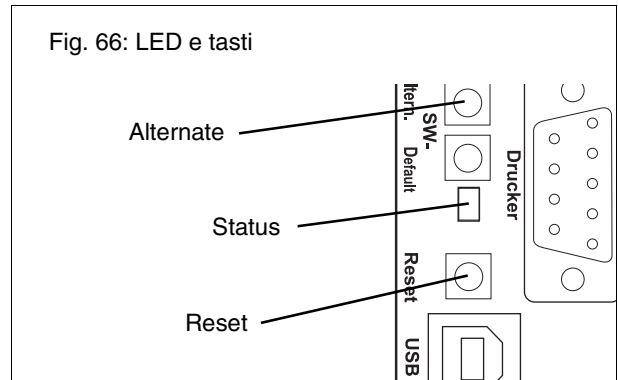 Fig. 66: LED e tasti
Alternate
Status
Reset
ltern.
SW-
Default
Drucker
Reset
USB